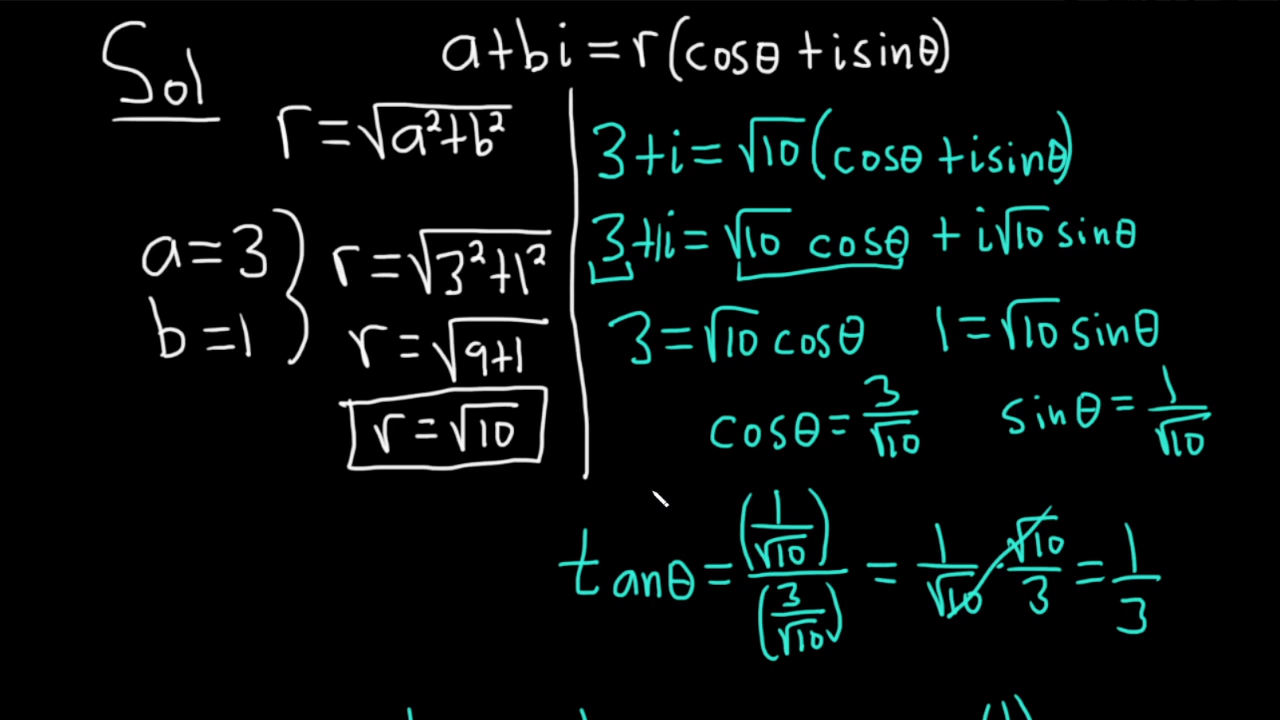 Sol
a+bi=r(cosθ+isinθ)
r=√(a²+b²)
a=3
b=1
r=√(3²+1²)
r=√(9+1)
r=√10
3+i=√10(cosθ+isinθ)
3+1i=√10 cosθ + i√10 sinθ
3=√10 cosθ 1=√10 sinθ
cosθ=3/√10 sinθ=1/√10
tanθ=(1/√10)/(3/√10) = 1/√10 · √10/3 = 1/3